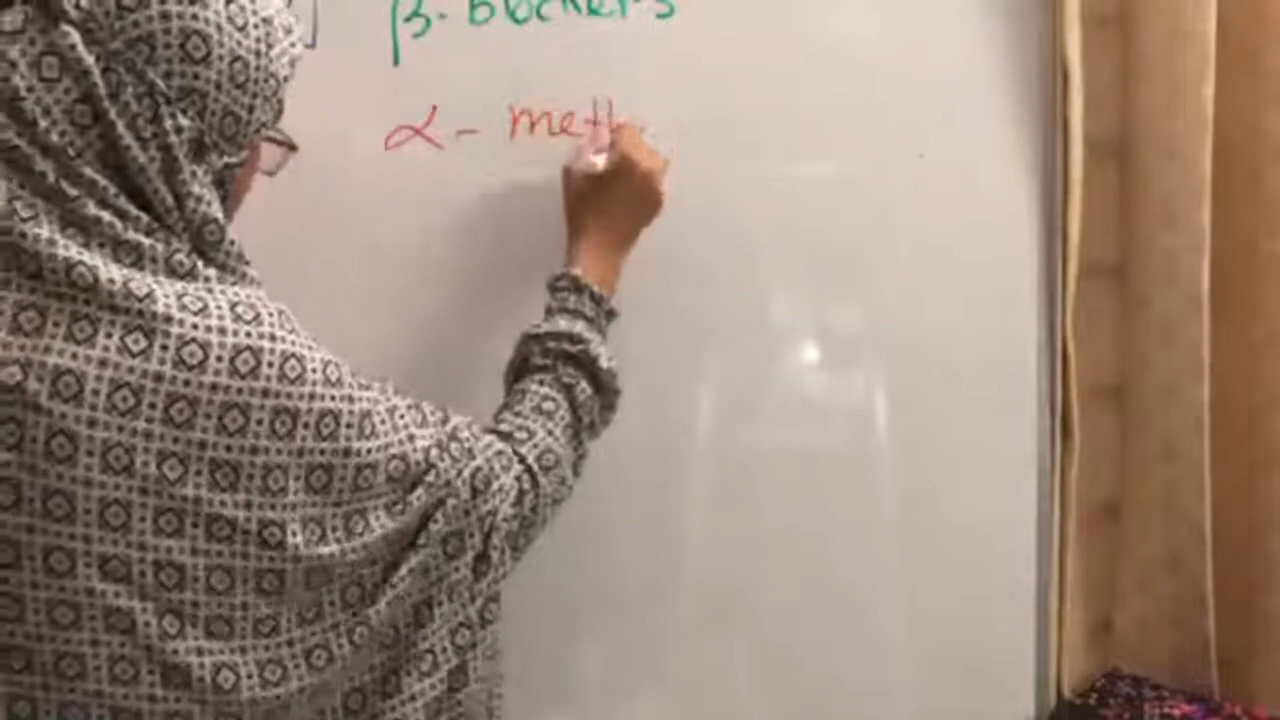 β- blockers
α - meth